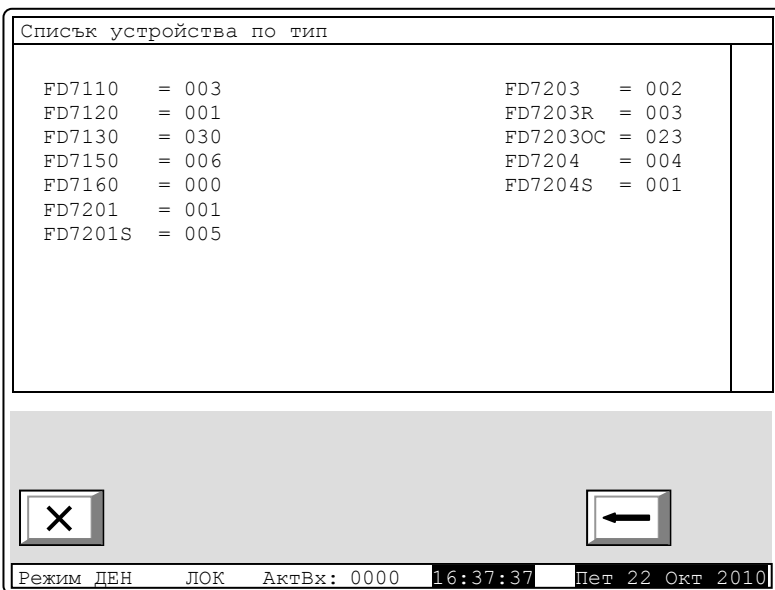 Списък устройства по тип
FD7110 = 003 FD7203 = 002
FD7120 = 001 FD7203R = 003
FD7130 = 030 FD7203OC = 023
FD7150 = 006 FD7204 = 004
FD7160 = 000 FD7204S = 001
FD7201 = 001
FD7201S = 005
Режим ДЕН ЛОК АктВх: 0000 16:37:37 Пет 22 Окт 2010